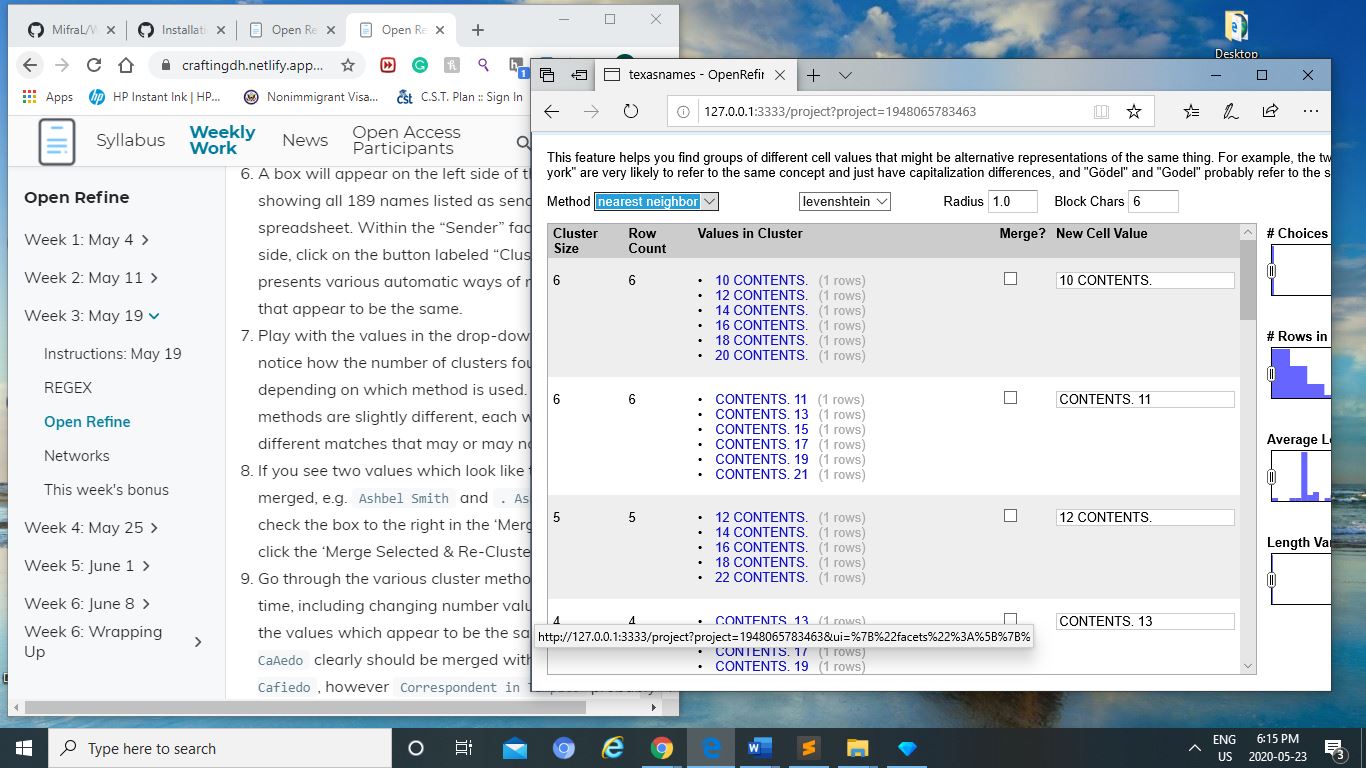 MifraL/W
Installati
Open Re
Open Re
craftingdh.netlify.app...
Apps
HP Instant Ink | HP...
Nonimmigrant Visa...
C.S.T. Plan :: Sign In
Syllabus
Weekly Work
News
Open Access Participants
Open Refine
Week 1: May 4
Week 2: May 11
Week 3: May 19
Instructions: May 19
REGEX
Open Refine
Networks
This week's bonus
Week 4: May 25
Week 5: June 1
Week 6: June 8
Week 6: Wrapping
Up
6. A box will appear on the left side of t
showing all 189 names listed as send
spreadsheet. Within the “Sender” fac
side, click on the button labeled “Clus
presents various automatic ways of r
that appear to be the same.
7. Play with the values in the drop-dow
notice how the number of clusters fou
depending on which method is used.
methods are slightly different, each w
different matches that may or may no
8. If you see two values which look like t
merged, e.g. Ashbel Smith and . As
check the box to the right in the ‘Merg
click the ‘Merge Selected & Re-Cluste
9. Go through the various cluster metho
time, including changing number valu
the values which appear to be the sa
CaAedo clearly should be merged with
Cafiedo , however Correspondent in
Desktop
texasnames - OpenRefin
127.0.0.1:3333/project?project=1948065783463
This feature helps you find groups of different cell values that might be alternative representations of the same thing. For example, the tw
york" are very likely to refer to the same concept and just have capitalization differences, and "Gödel" and "Godel" probably refer to the s
Method nearest neighbor levenshtein Radius 1.0 Block Chars 6
Cluster Size Row Count Values in Cluster Merge? New Cell Value
6 6 • 10 CONTENTS. (1 rows) 10 CONTENTS.
• 12 CONTENTS. (1 rows)
• 14 CONTENTS. (1 rows)
• 16 CONTENTS. (1 rows)
• 18 CONTENTS. (1 rows)
• 20 CONTENTS. (1 rows)
6 6 • CONTENTS. 11 (1 rows) CONTENTS. 11
• CONTENTS. 13 (1 rows)
• CONTENTS. 15 (1 rows)
• CONTENTS. 17 (1 rows)
• CONTENTS. 19 (1 rows)
• CONTENTS. 21 (1 rows)
5 5 • 12 CONTENTS. (1 rows) 12 CONTENTS.
• 14 CONTENTS. (1 rows)
• 16 CONTENTS. (1 rows)
• 18 CONTENTS. (1 rows)
• 22 CONTENTS. (1 rows)
4 4 • CONTENTS. 13 (1 rows) CONTENTS. 13
http://127.0.0.1:3333/project?project=1948065783463&ui=%7B%22facets%22%3A%5B%7B%
• CONTENTS. 17 (1 rows)
• CONTENTS. 19 (1 rows)
# Choices
# Rows in
Average Le
Length Var
Type here to search
ENG
US
6:15 PM
2020-05-23
3